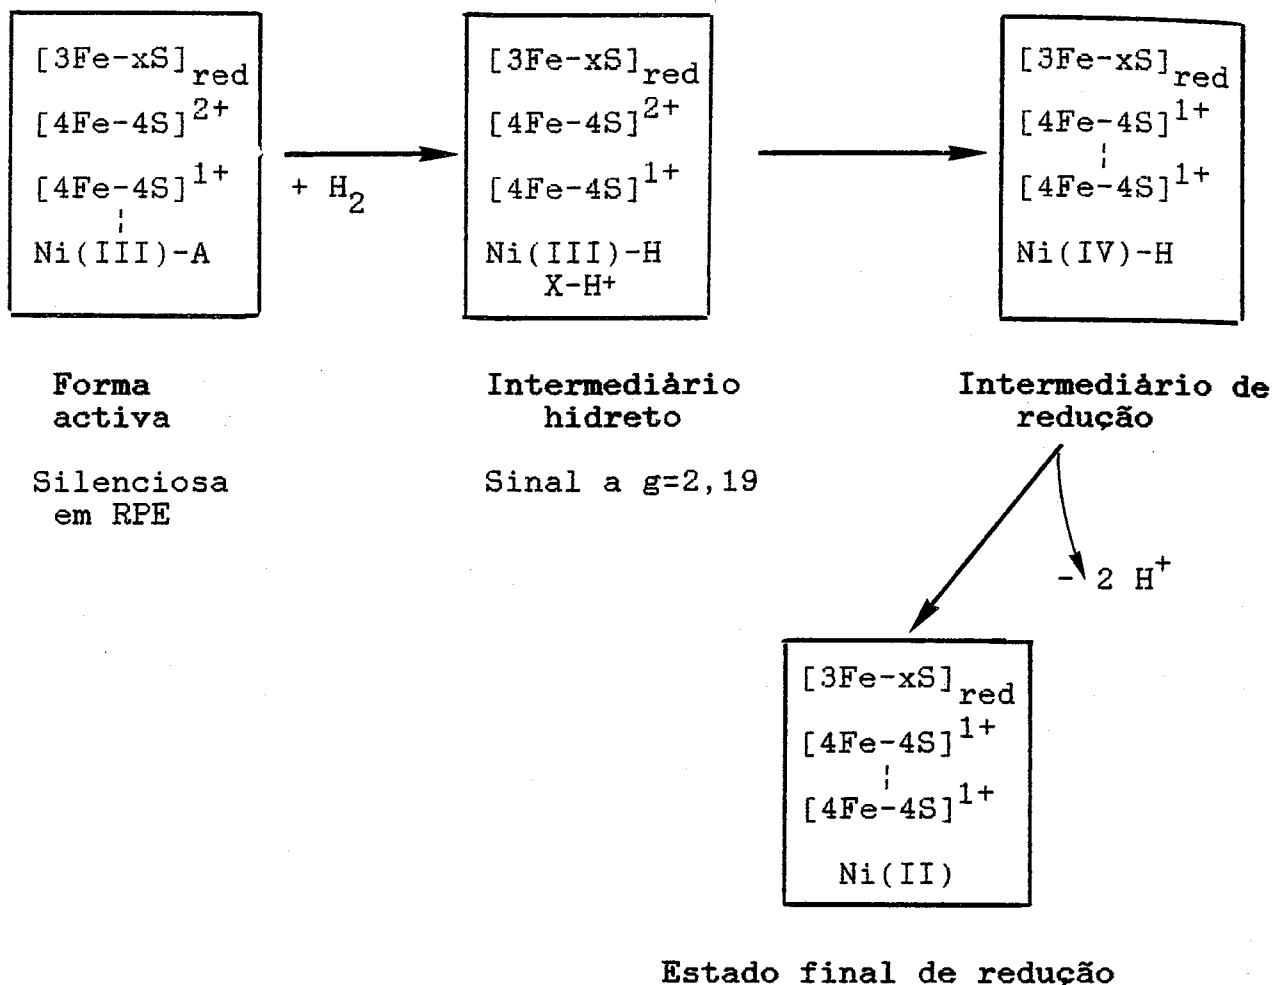 [3Fe-xS]red
[4Fe-4S]2+
[4Fe-4S]1+
Ni(III)-A
+ H2
[3Fe-xS]red
[4Fe-4S]2+
[4Fe-4S]1+
Ni(III)-H
X-H+
[3Fe-xS]red
[4Fe-4S]1+
[4Fe-4S]1+
Ni(IV)-H
Forma
activa
Silenciosa
em RPE
Intermediàrio
hidreto
Sinal a g=2,19
Intermediàrio de
redução
- 2 H+
[3Fe-xS]red
[4Fe-4S]1+
[4Fe-4S]1+
Ni(II)
Estado final de redução